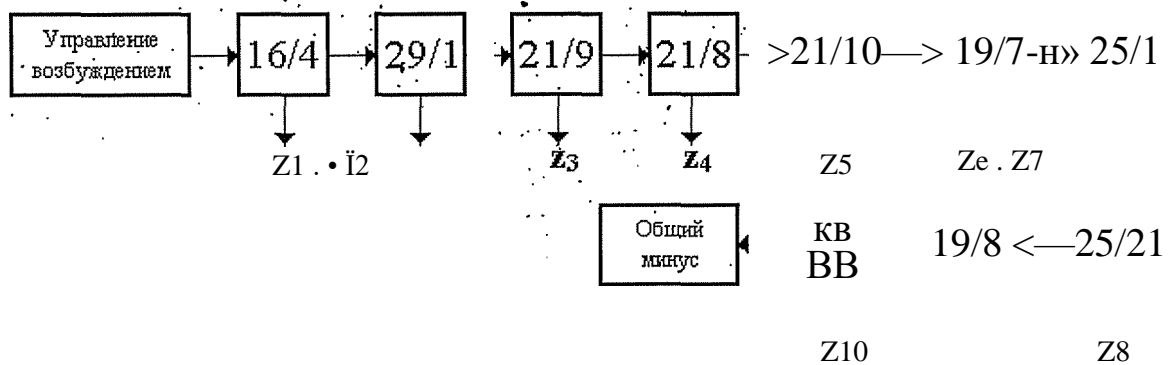 Управление
возбуждением
16/4 29/1 21/9 21/8 >21/10—> 19/7-н» 25/1
Z1 . • Ï2 Z3 Z4 Z5 Ze . Z7
Общий
минус
КВ
ВВ
19/8 <—25/21
Z10 Z8